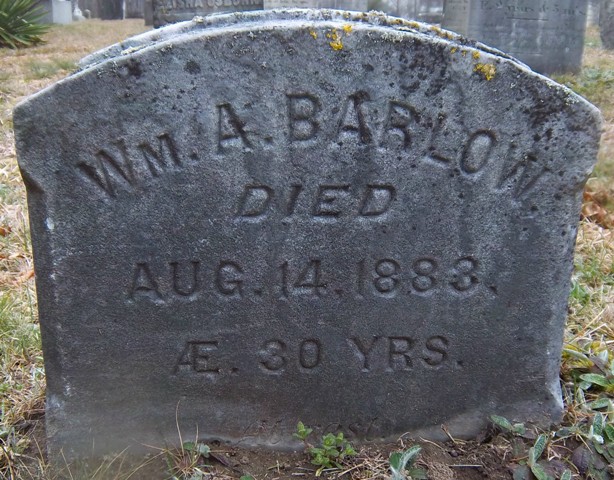 WM. A. BARLOW.
DIED
AUG. 14. 1883.
Æ. 30 YRS.